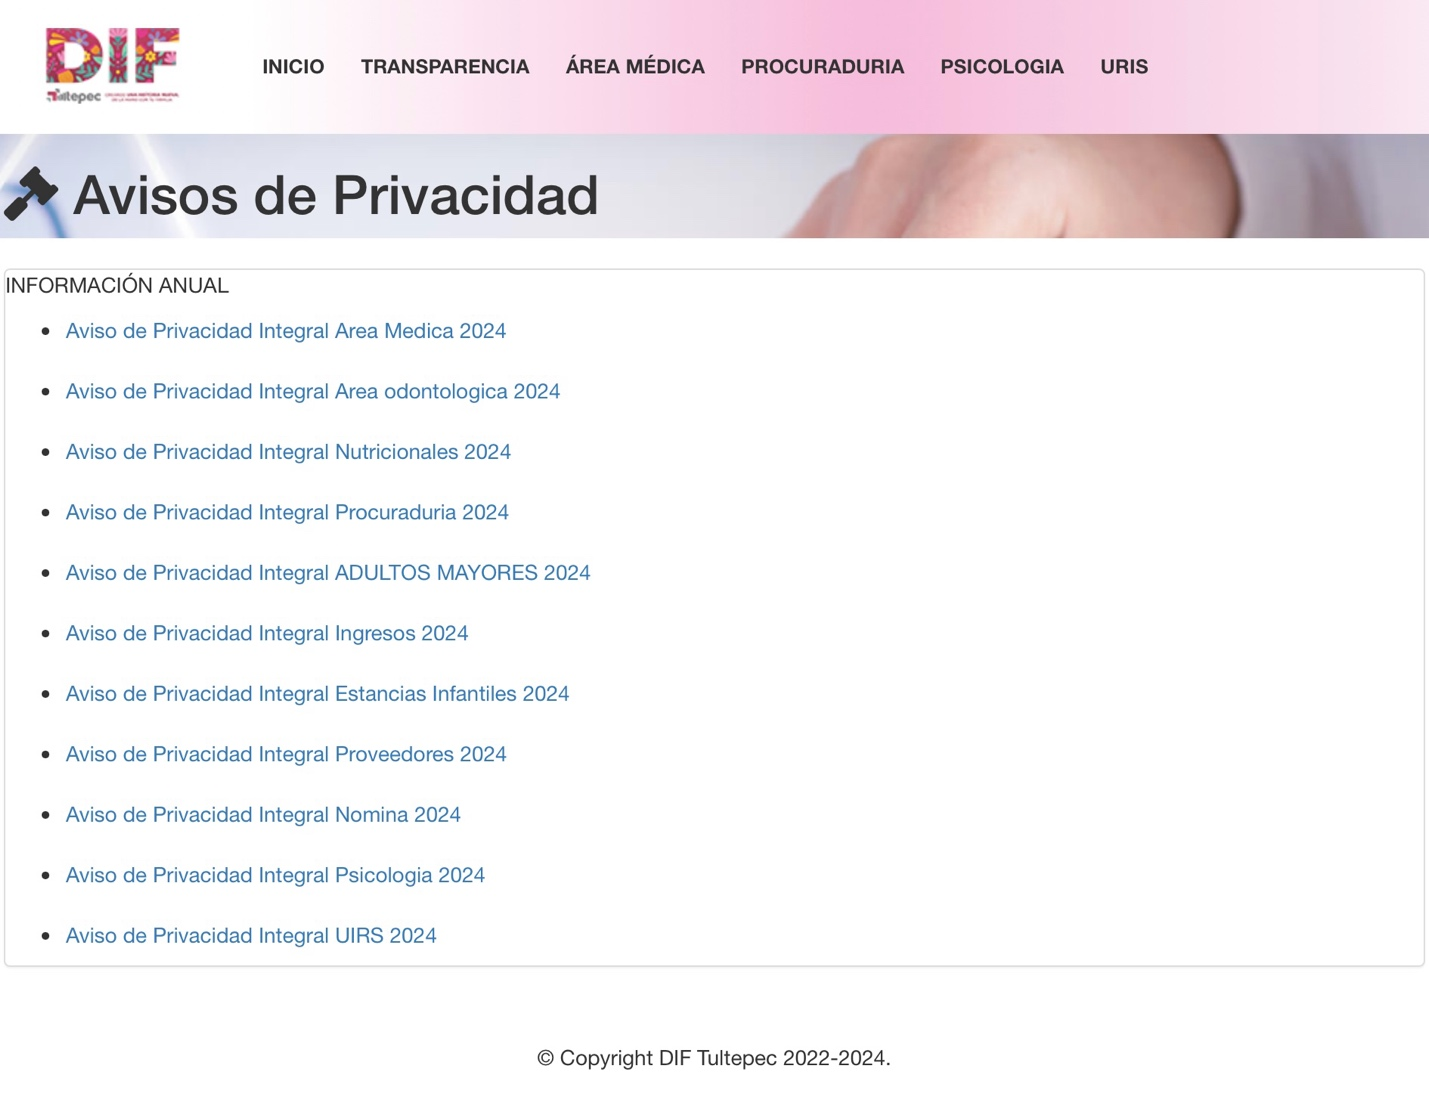 DIF
Tultepec
INICIO TRANSPARENCIA ÁREA MÉDICA PROCURADURIA PSICOLOGIA URIS
Avisos de Privacidad
INFORMACIÓN ANUAL
Aviso de Privacidad Integral Area Medica 2024
Aviso de Privacidad Integral Area odontologica 2024
Aviso de Privacidad Integral Nutricionales 2024
Aviso de Privacidad Integral Procuraduria 2024
Aviso de Privacidad Integral ADULTOS MAYORES 2024
Aviso de Privacidad Integral Ingresos 2024
Aviso de Privacidad Integral Estancias Infantiles 2024
Aviso de Privacidad Integral Proveedores 2024
Aviso de Privacidad Integral Nomina 2024
Aviso de Privacidad Integral Psicologia 2024
Aviso de Privacidad Integral UIRS 2024
© Copyright DIF Tultepec 2022-2024.